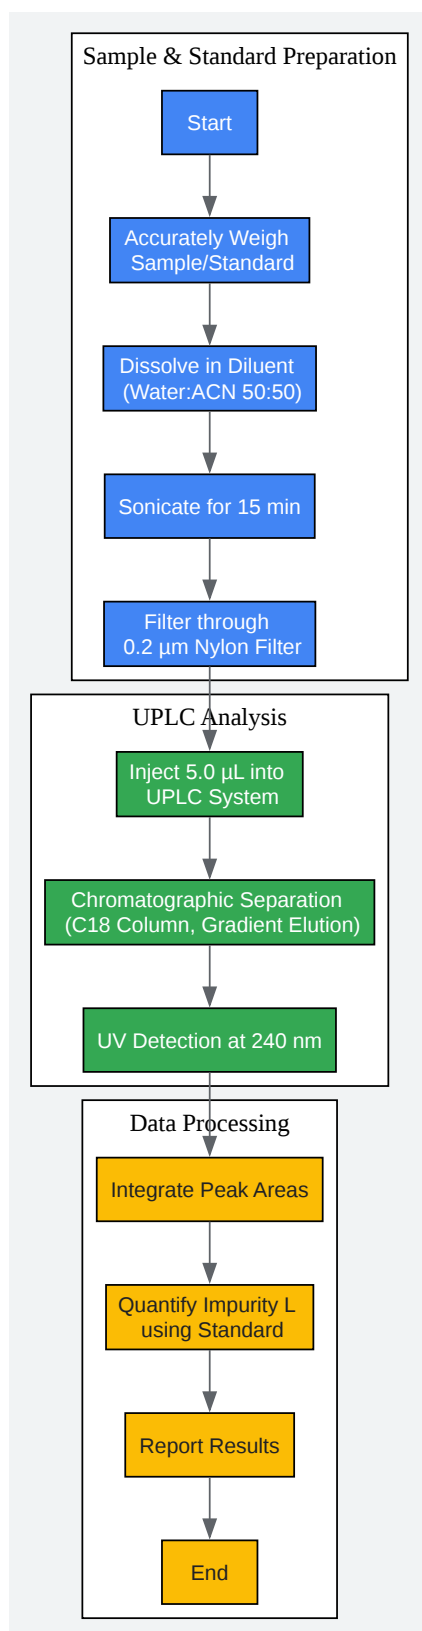 Sample & Standard Preparation
Start
Accurately Weigh
Sample/Standard
Dissolve in Diluent
(Water:ACN 50:50)
Sonicate for 15 min
Filter through
0.2 µm Nylon Filter
UPLC Analysis
Inject 5.0 µL into
UPLC System
Chromatographic Separation
(C18 Column, Gradient Elution)
UV Detection at 240 nm
Data Processing
Integrate Peak Areas
Quantify Impurity L
using Standard
Report Results
End